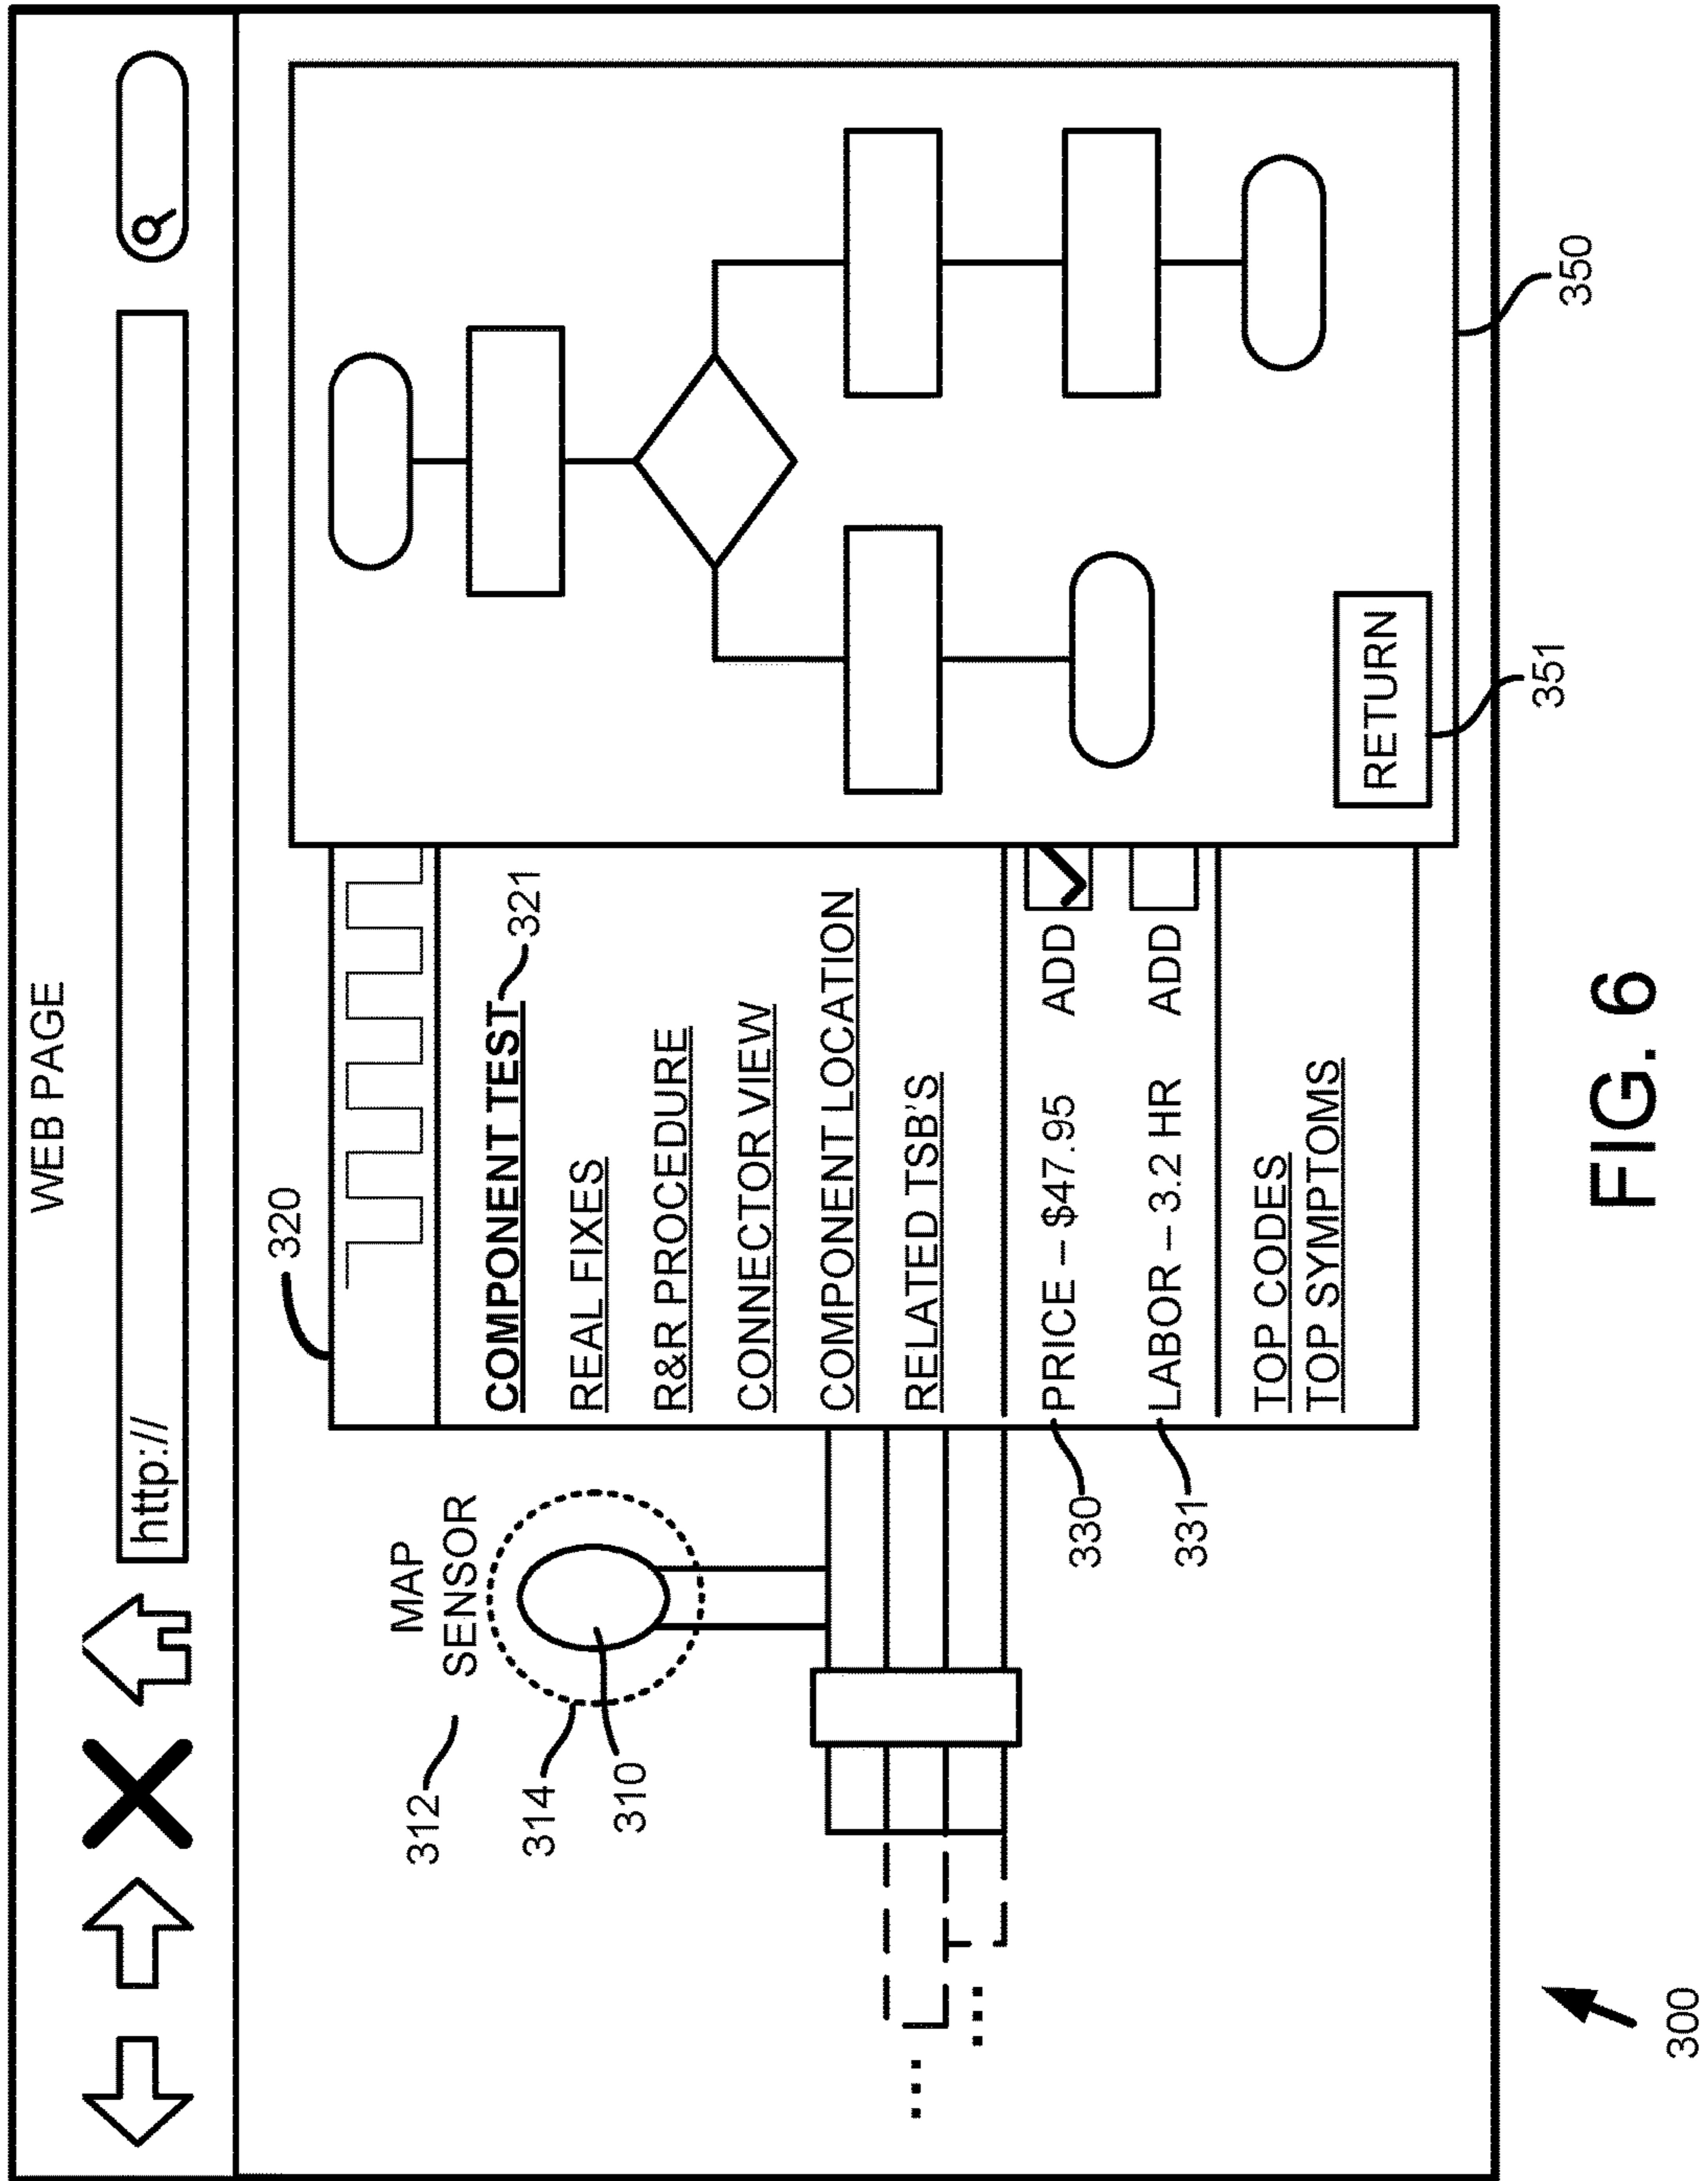 WEB PAGE
http://
320
312
MAP
SENSOR
314
310
COMPONENT TEST
321
REAL FIXES
R&R PROCEDURE
CONNECTOR VIEW
COMPONENT LOCATION
RELATED TSB'S
330
PRICE – $47.95 ADD
331
LABOR – 3.2 HR ADD
TOP CODES
TOP SYMPTOMS
RETURN
351
350
300
FIG. 6